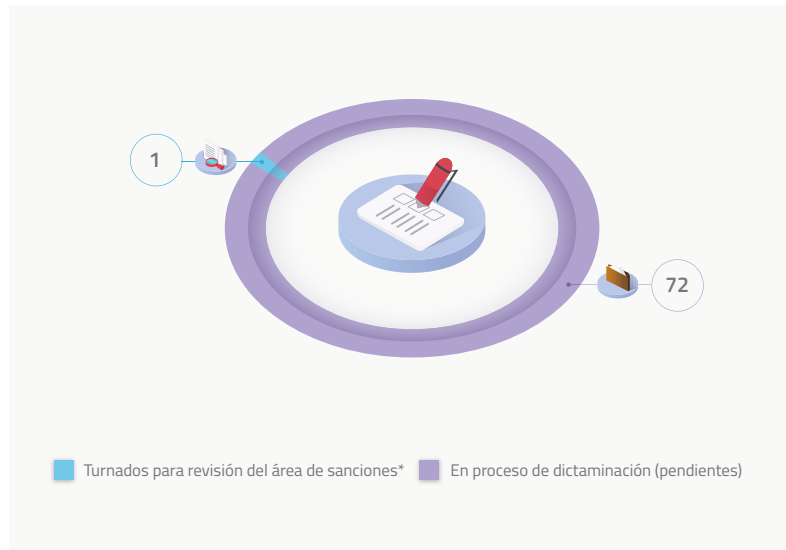 1
72
Turnados para revisión del área de sanciones*
En proceso de dictaminación (pendientes)